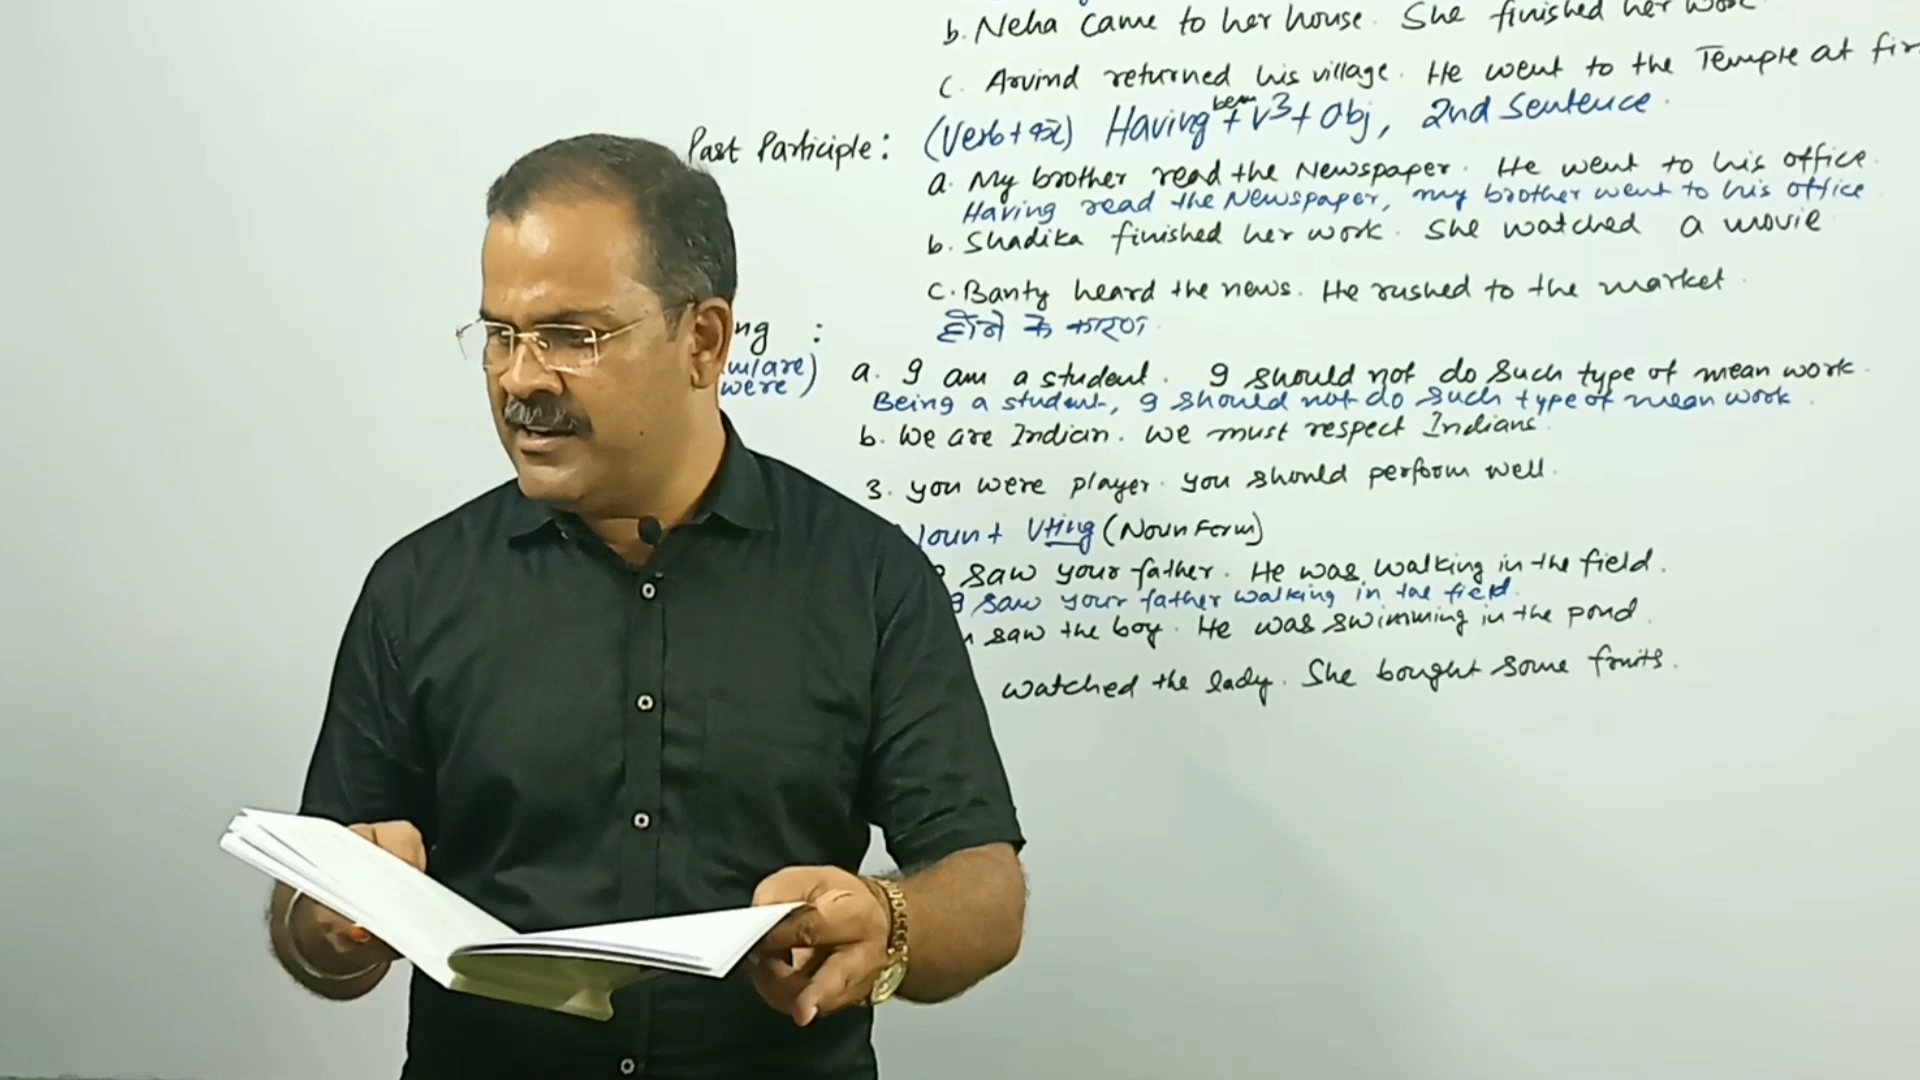 b. Neha came to her house. She finished her work
c. Arvind returned his village. He went to the Temple at
been
Past Participle: (Verb+कर) Having + V3 + Obj, 2nd Sentence.
a. My brother read the Newspaper. He went to his office.
Having read the Newspaper, my brother went to his office
b. Shadika finished her work. She watched a movie
c. Banty heard the news. He rushed to the market.
ng : होने के कारण.
/are) a. I am a student. I should not do such type of mean work.
were) Being a student, I should not do such type of mean work.
b. We are Indian. We must respect Indians.
3. you were player. you should perform well.
oun + V+ing (Noun Form)
saw your father. He was walking in the field.
I saw your father walking in the field.
saw the boy. He was swimming in the pond.
watched the lady. She bought some fruits.